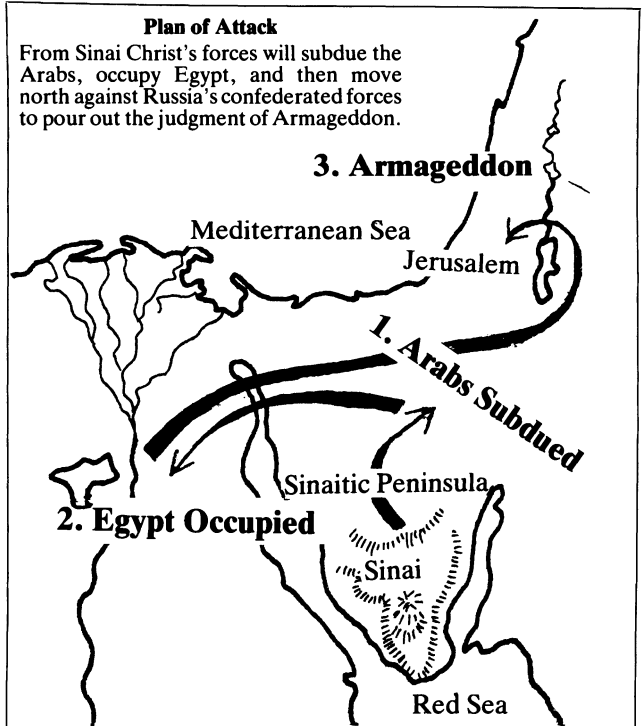 Plan of Attack
From Sinai Christ's forces will subdue the
Arabs, occupy Egypt, and then move
north against Russia's confederated forces
to pour out the judgment of Armageddon.
3. Armageddon
Mediterranean Sea
Jerusalem
1. Arabs Subdued
Sinaitic Peninsula
2. Egypt Occupied
Sinai
Red Sea